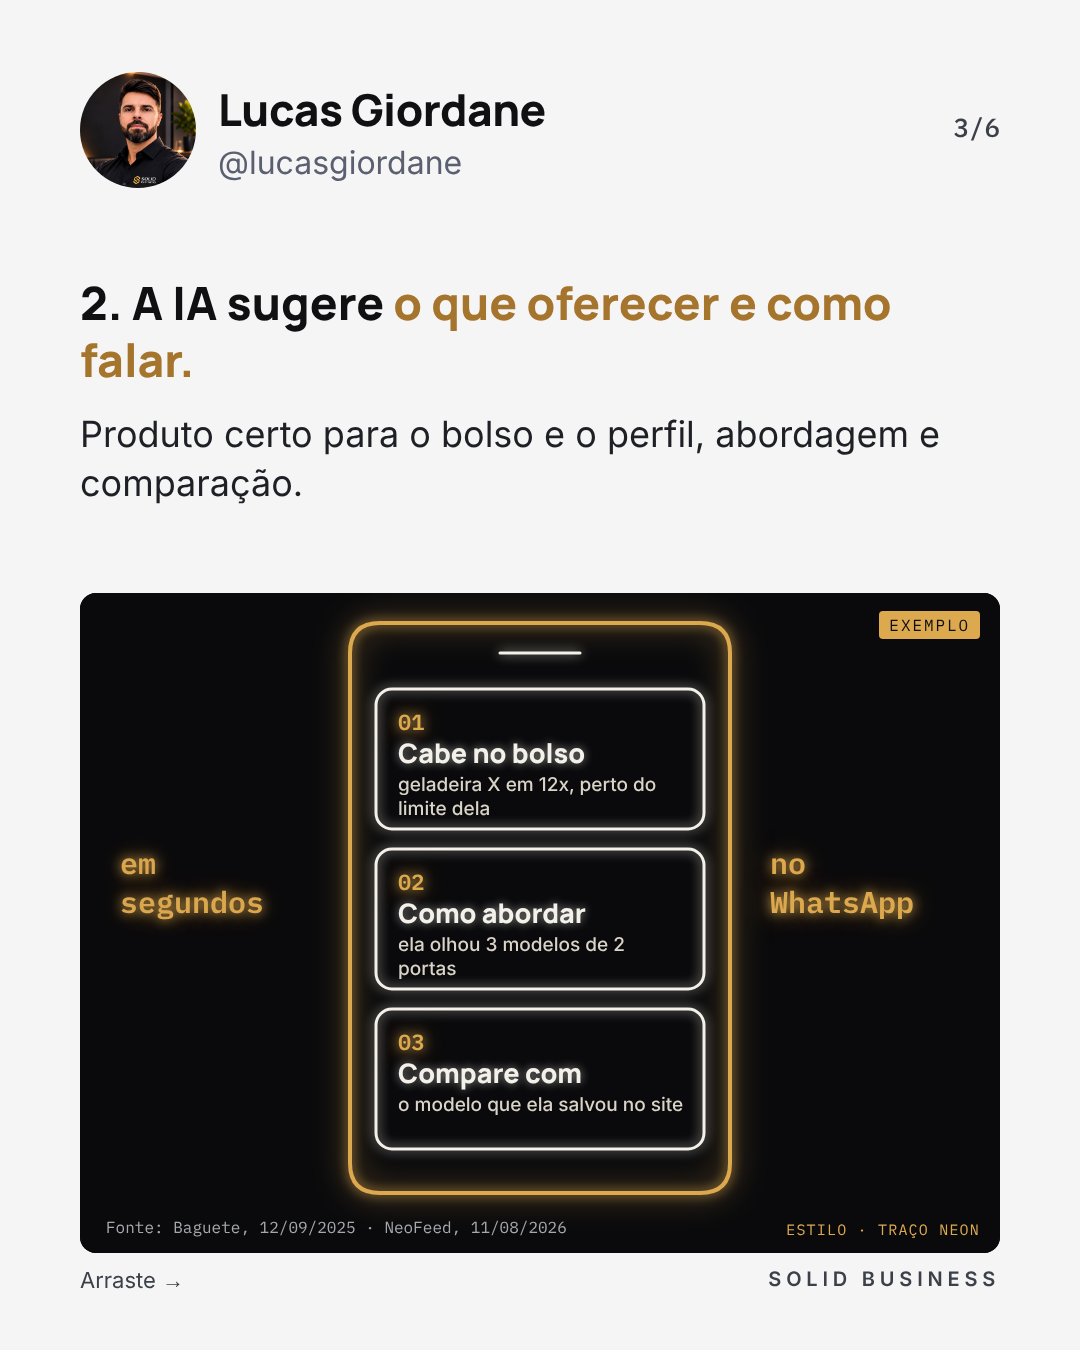 Lucas Giordane
@lucasgiordane
3/6
2. A IA sugere o que oferecer e como
falar.
Produto certo para o bolso e o perfil, abordagem e
comparação.
EXEMPLO
01
Cabe no bolso
geladeira X em 12x, perto do
limite dela
em
segundos
02
Como abordar
ela olhou 3 modelos de 2
portas
no
WhatsApp
03
Compare com
o modelo que ela salvou no site
Fonte: Baguete, 12/09/2025 · NeoFeed, 11/08/2026
ESTILO · TRAÇO NEON
Arraste →
SOLID BUSINESS